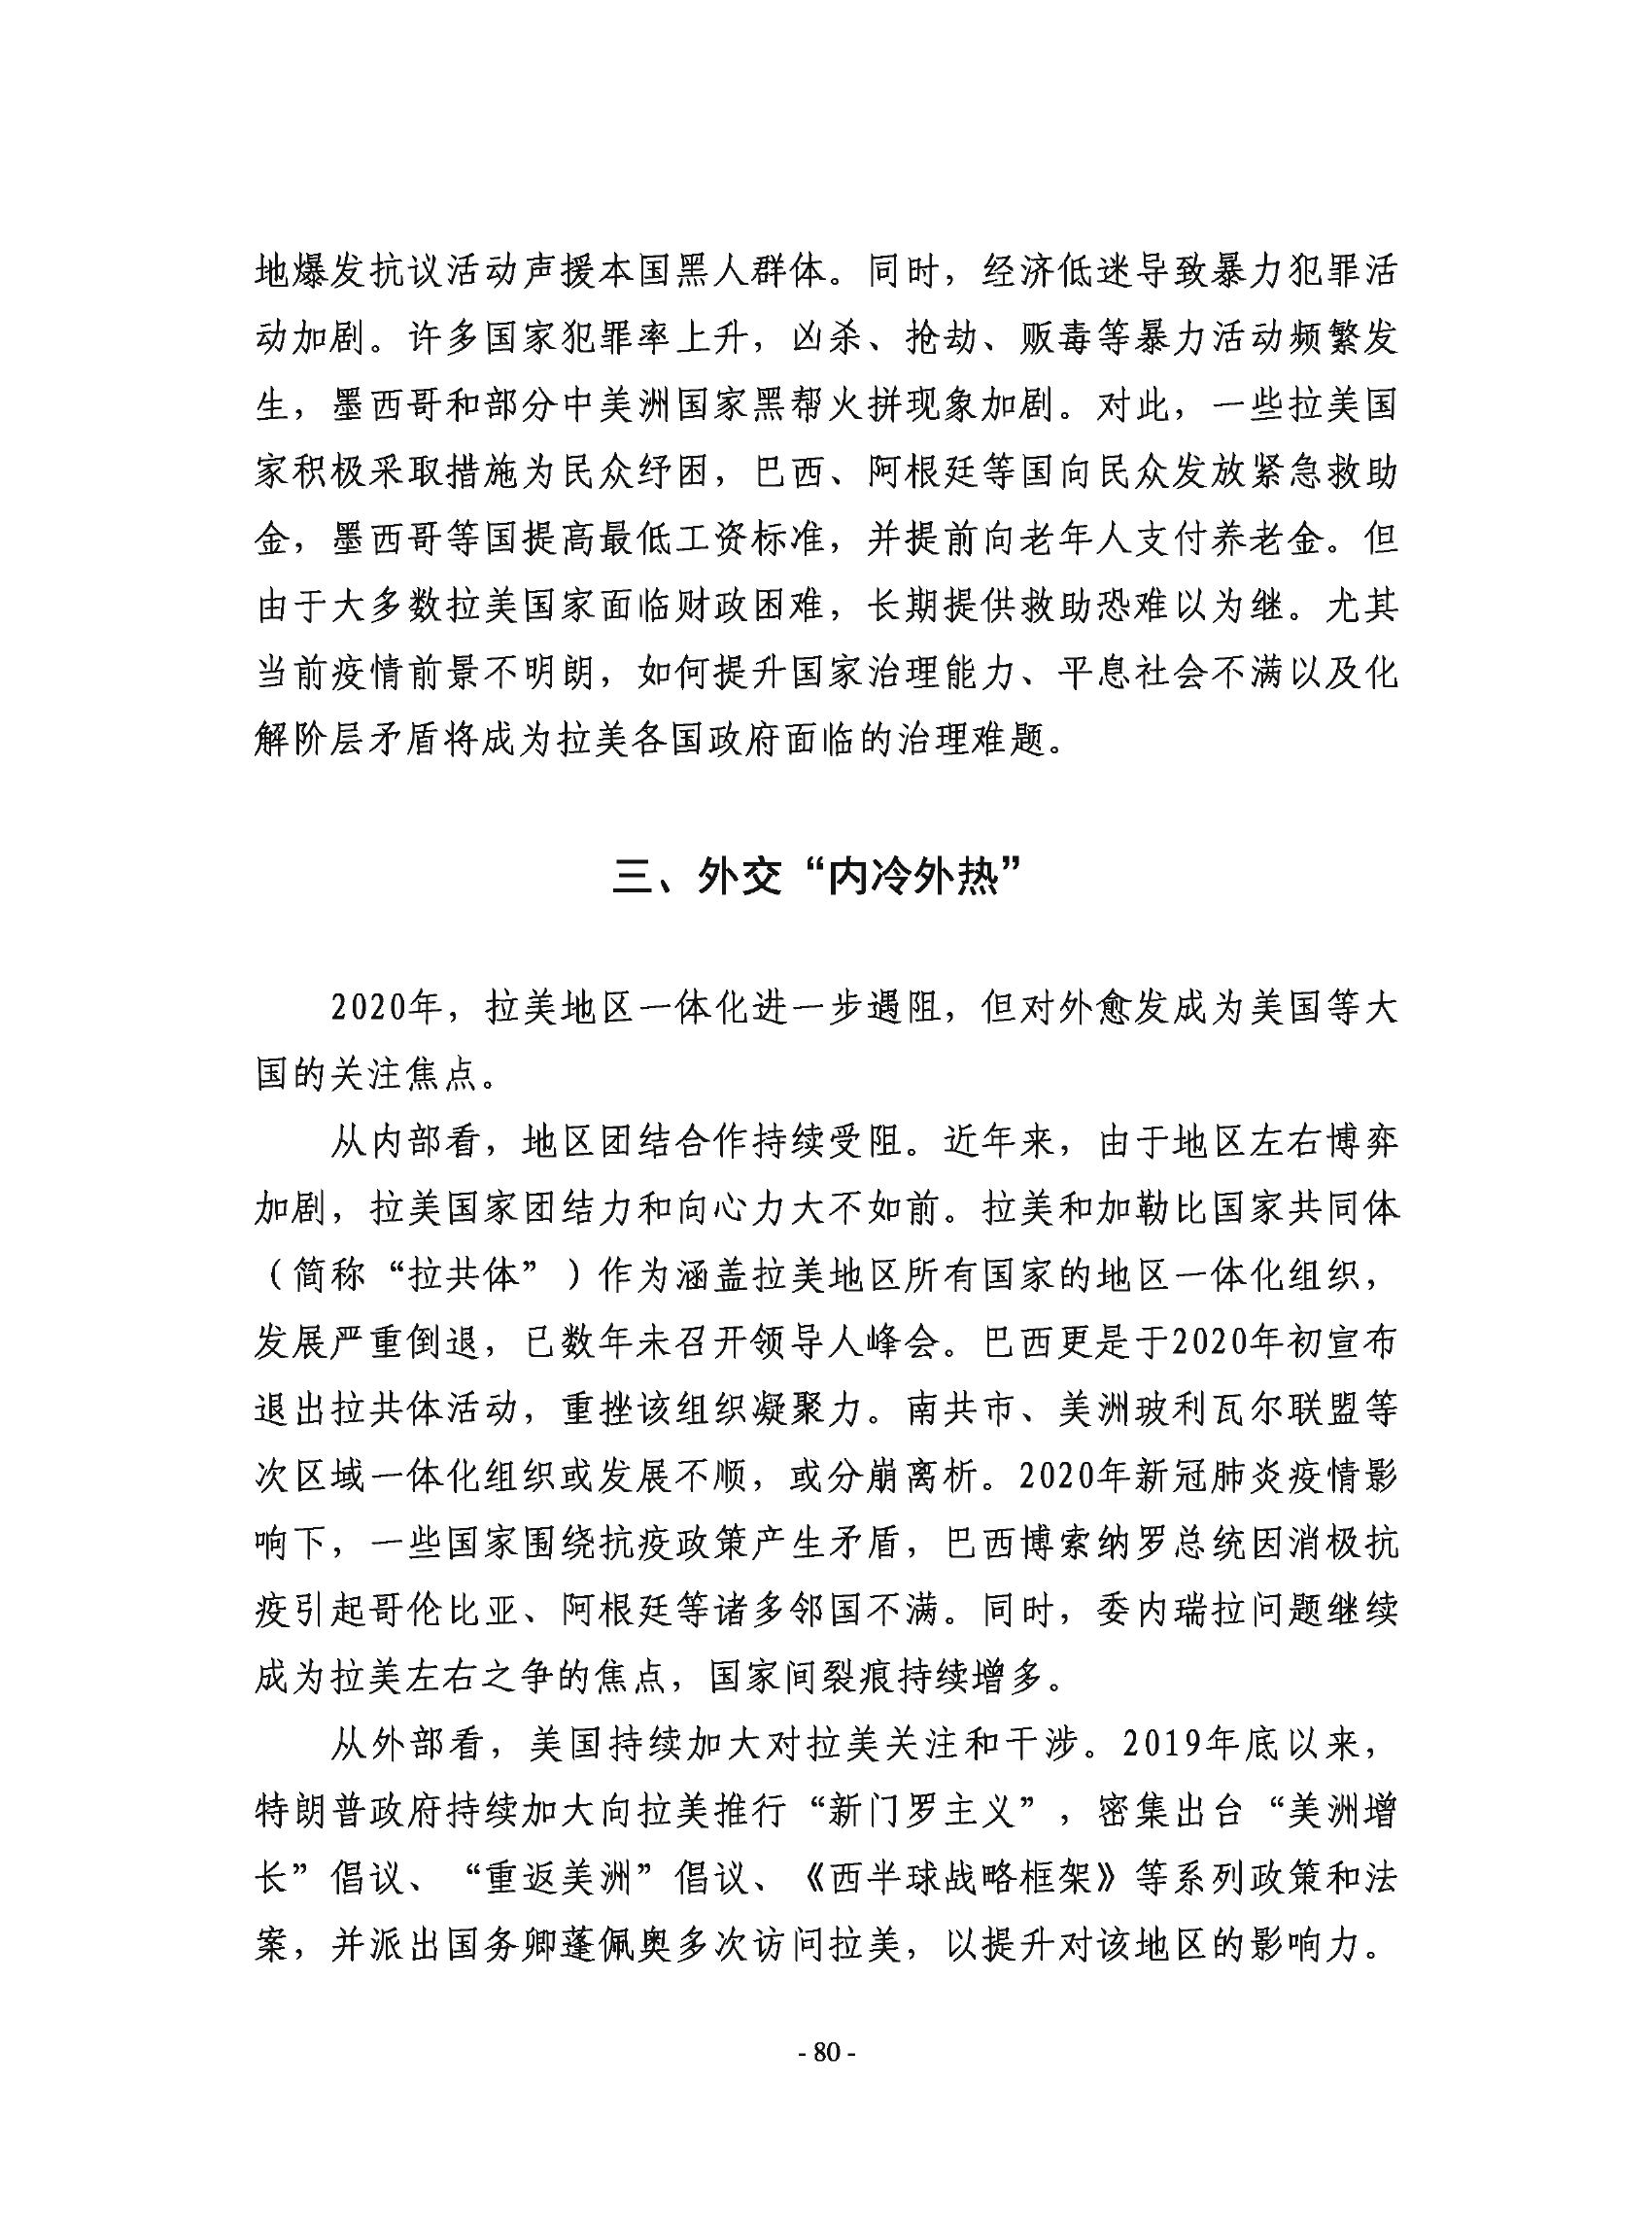 地爆发抗议活动声援本国黑人群体。同时，经济低迷导致暴力犯罪活
动加剧。许多国家犯罪率上升，凶杀、抢劫、贩毒等暴力活动频繁发
生，墨西哥和部分中美洲国家黑帮火拼现象加剧。对此，一些拉美国
家积极采取措施为民众纾困，巴西、阿根廷等国向民众发放紧急救助
金，墨西哥等国提高最低工资标准，并提前向老年人支付养老金。但
由于大多数拉美国家面临财政困难，长期提供救助恐难以为继。尤其
当前疫情前景不明朗，如何提升国家治理能力、平息社会不满以及化
解阶层矛盾将成为拉美各国政府面临的治理难题。
三、外交“内冷外热”
2020年，拉美地区一体化进一步遇阻，但对外愈发成为美国等大
国的关注焦点。
从内部看，地区团结合作持续受阻。近年来，由于地区左右博弈
加剧，拉美国家团结力和向心力大不如前。拉美和加勒比国家共同体
（简称“拉共体”）作为涵盖拉美地区所有国家的地区一体化组织，
发展严重倒退，已数年未召开领导人峰会。巴西更是于2020年初宣布
退出拉共体活动，重挫该组织凝聚力。南共市、美洲玻利瓦尔联盟等
次区域一体化组织或发展不顺，或分崩离析。2020年新冠肺炎疫情影
响下，一些国家围绕抗疫政策产生矛盾，巴西博索纳罗总统因消极抗
疫引起哥伦比亚、阿根廷等诸多邻国不满。同时，委内瑞拉问题继续
成为拉美左右之争的焦点，国家间裂痕持续增多。
从外部看，美国持续加大对拉美关注和干涉。2019年底以来，
特朗普政府持续加大向拉美推行“新门罗主义”，密集出台“美洲增
长”倡议、“重返美洲”倡议、《西半球战略框架》等系列政策和法
案，并派出国务卿蓬佩奥多次访问拉美，以提升对该地区的影响力。
- 80 -